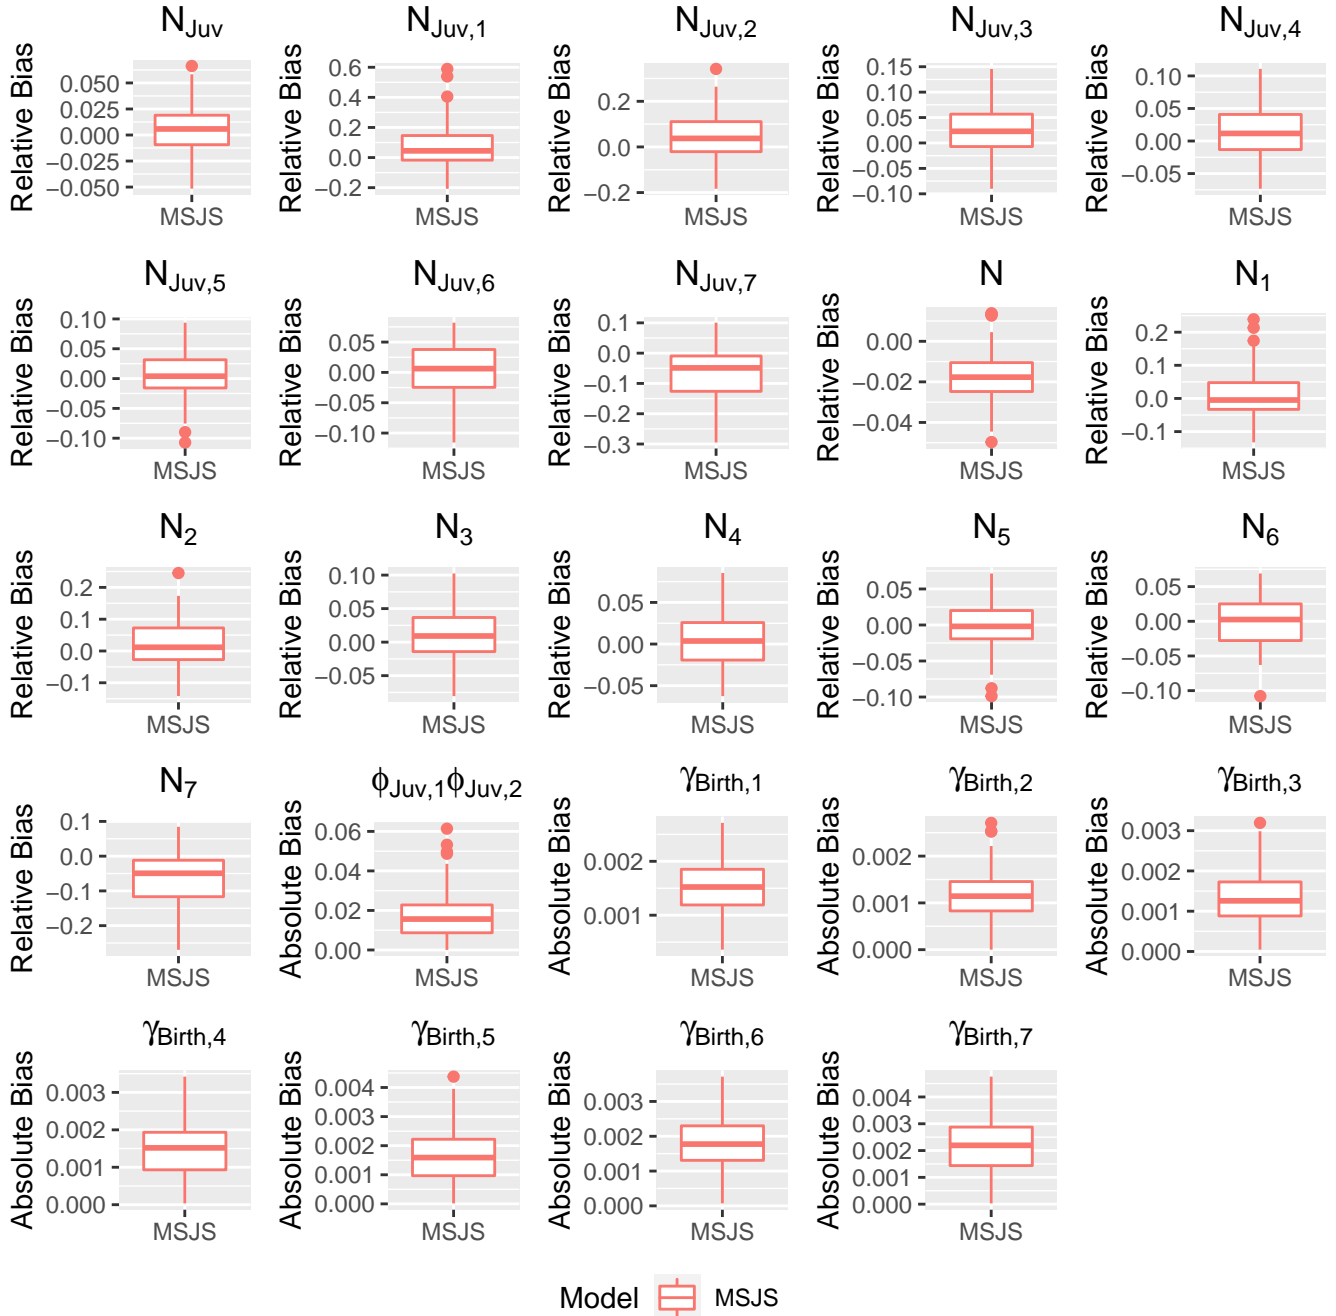 N_Juv N_Juv,1 N_Juv,2 N_Juv,3 N_Juv,4
Relative Bias 0.050 0.025 0.000 −0.025 −0.050 MSJS
Relative Bias 0.6 0.4 0.2 0.0 −0.2 MSJS
Relative Bias 0.2 0.0 −0.2 MSJS
Relative Bias 0.15 0.10 0.05 0.00 −0.05 −0.10 MSJS
Relative Bias 0.10 0.05 0.00 −0.05 MSJS
N_Juv,5 N_Juv,6 N_Juv,7 N N_1
Relative Bias 0.10 0.05 0.00 −0.05 −0.10 MSJS
Relative Bias 0.05 0.00 −0.05 −0.10 MSJS
Relative Bias 0.1 0.0 −0.1 −0.2 −0.3 MSJS
Relative Bias 0.00 −0.02 −0.04 MSJS
Relative Bias 0.2 0.1 0.0 −0.1 MSJS
N_2 N_3 N_4 N_5 N_6
Relative Bias 0.2 0.1 0.0 −0.1 MSJS
Relative Bias 0.10 0.05 0.00 −0.05 MSJS
Relative Bias 0.05 0.00 −0.05 MSJS
Relative Bias 0.05 0.00 −0.05 −0.10 MSJS
Relative Bias 0.05 0.00 −0.05 −0.10 MSJS
N_7 ϕ_Juv,1 ϕ_Juv,2 γ_Birth,1 γ_Birth,2 γ_Birth,3
Relative Bias 0.1 0.0 −0.1 −0.2 MSJS
Absolute Bias 0.06 0.04 0.02 0.00 MSJS
Absolute Bias 0.002 0.001 MSJS
Absolute Bias 0.002 0.001 0.000 MSJS
Absolute Bias 0.003 0.002 0.001 0.000 MSJS
γ_Birth,4 γ_Birth,5 γ_Birth,6 γ_Birth,7
Absolute Bias 0.003 0.002 0.001 0.000 MSJS
Absolute Bias 0.004 0.003 0.002 0.001 0.000 MSJS
Absolute Bias 0.003 0.002 0.001 0.000 MSJS
Absolute Bias 0.004 0.003 0.002 0.001 0.000 MSJS
Model MSJS